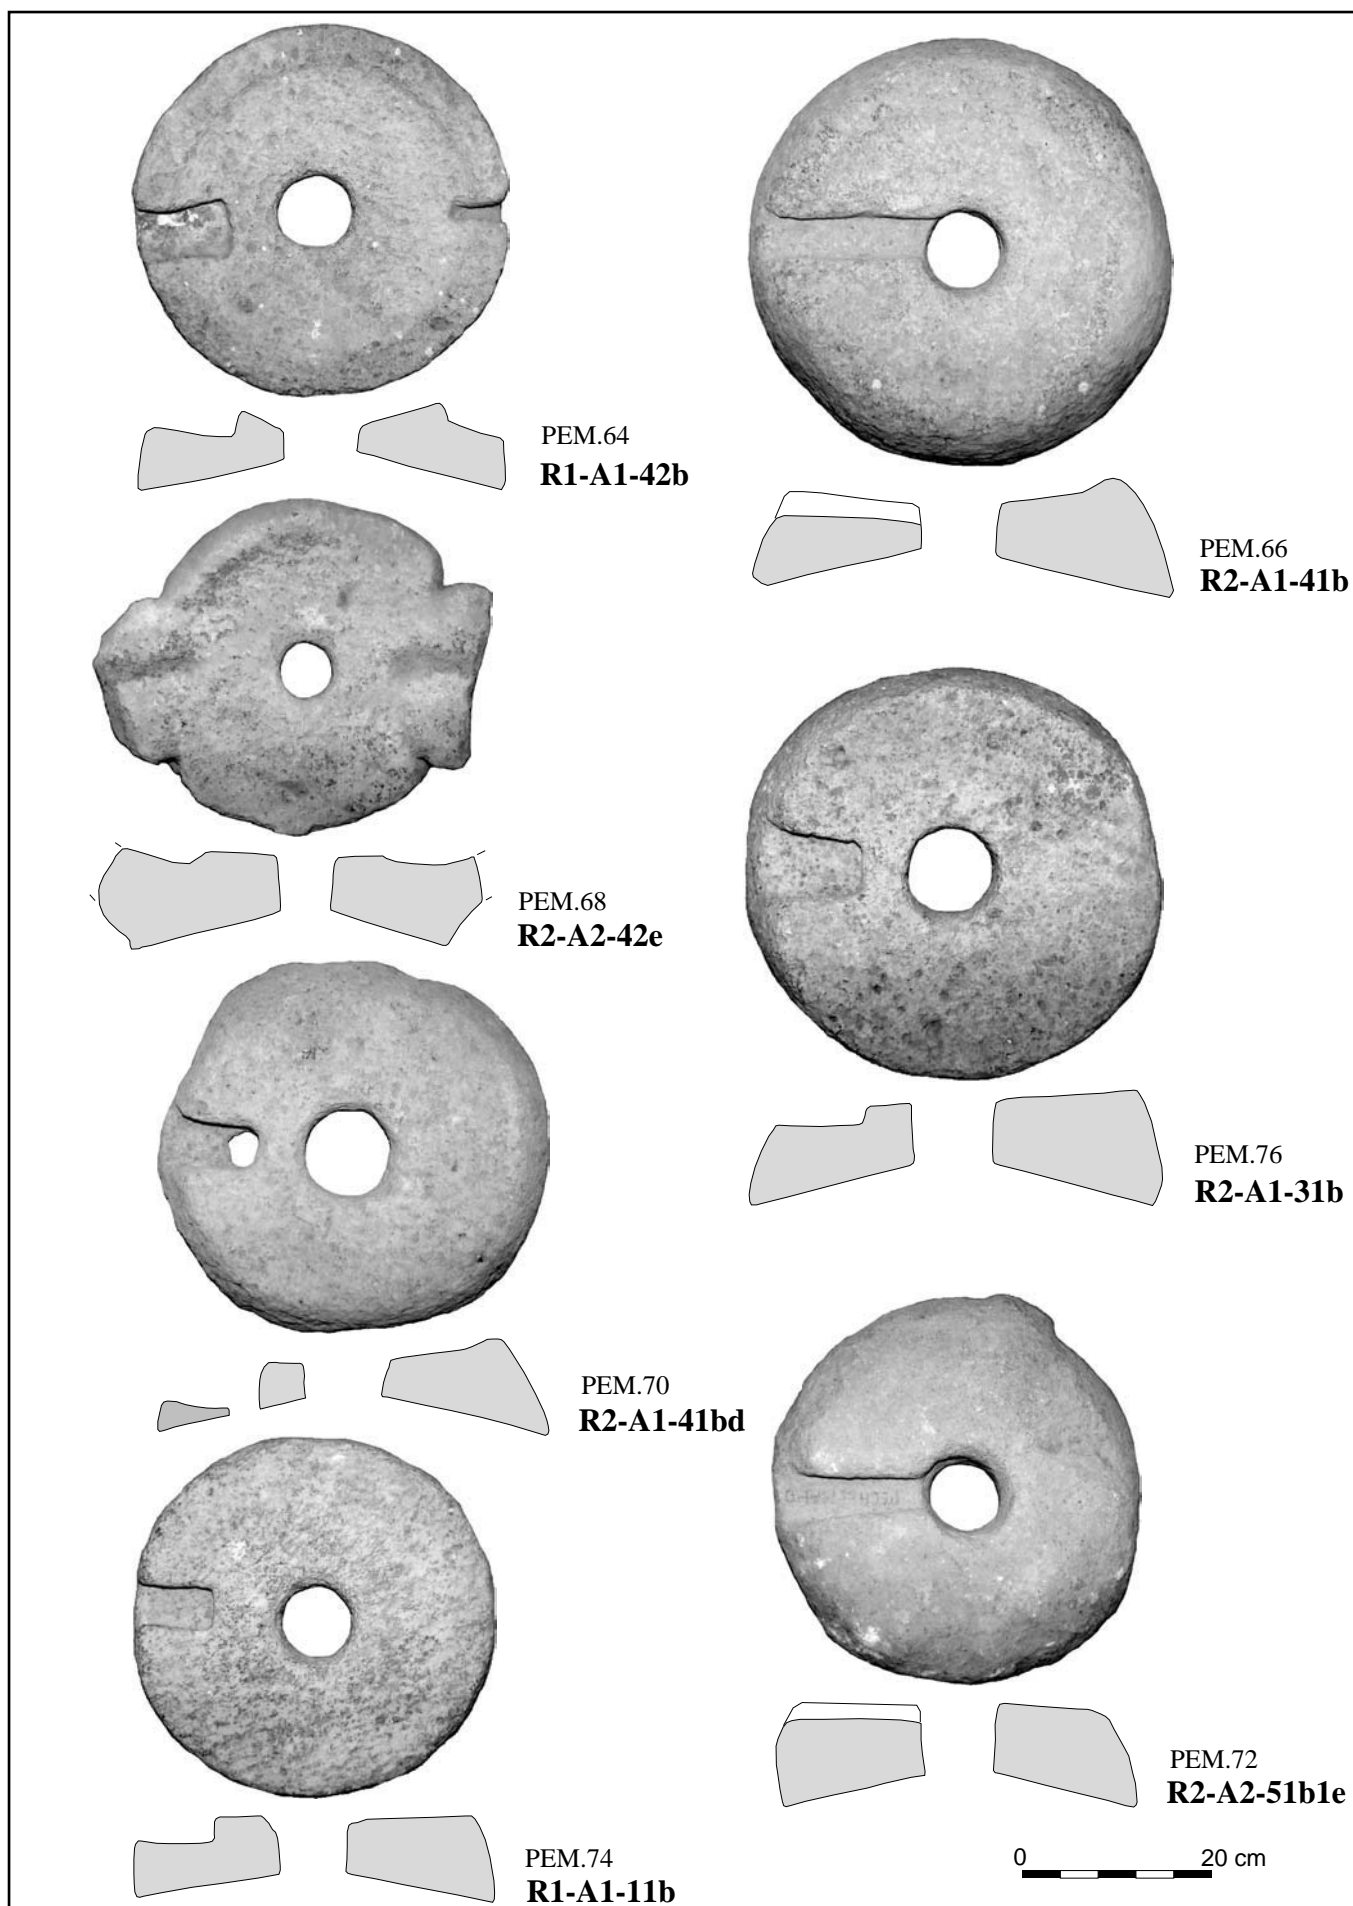 PEM.64
R1-A1-42b
PEM.66
R2-A1-41b
PEM.68
R2-A2-42e
PEM.76
R2-A1-31b
PEM.70
R2-A1-41bd
PEM.72
R2-A2-51b1e
PEM.74
R1-A1-11b
0 20 cm